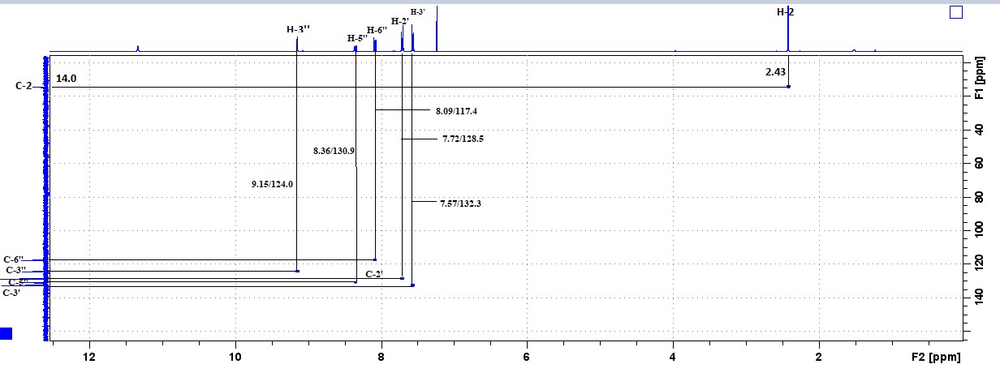 H-3'
H-2
H-2'
H-3"
H-6"
H-5"
14.0
2.43
C-2
F1 [ppm]
8.09/117.4
40
7.72/128.5
8.36/130.9
60
9.15/124.0
80
7.57/132.3
100
120
C-6"
C-3"
C-2'
C-5"
C-3'
140
12
10
8
6
4
2
F2 [ppm]